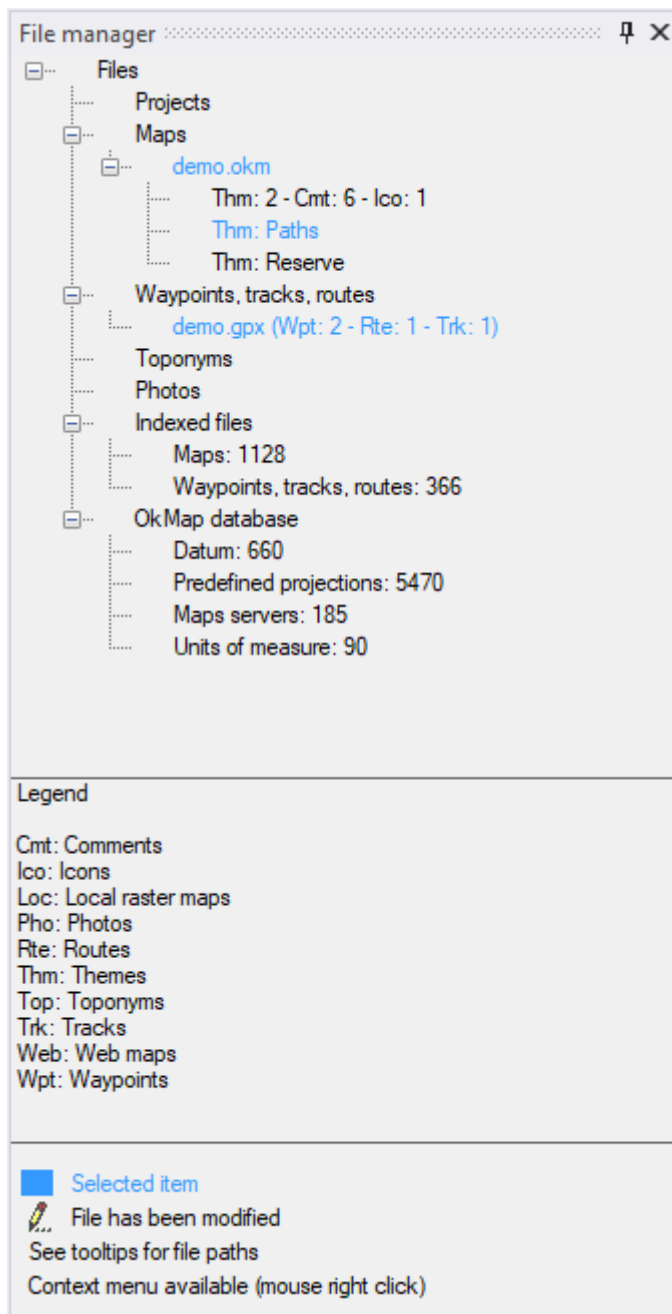 File manager
Files
Projects
Maps
demo.okm
Thm: 2 - Cmt: 6 - Ico: 1
Thm: Paths
Thm: Reserve
Waypoints, tracks, routes
demo.gpx (Wpt: 2 - Rte: 1 - Trk: 1)
Toponyms
Photos
Indexed files
Maps: 1128
Waypoints, tracks, routes: 366
OkMap database
Datum: 660
Predefined projections: 5470
Maps servers: 185
Units of measure: 90
Legend
Cmt: Comments
Ico: Icons
Loc: Local raster maps
Pho: Photos
Rte: Routes
Thm: Themes
Top: Toponyms
Trk: Tracks
Web: Web maps
Wpt: Waypoints
Selected item
File has been modified
See tooltips for file paths
Context menu available (mouse right click)